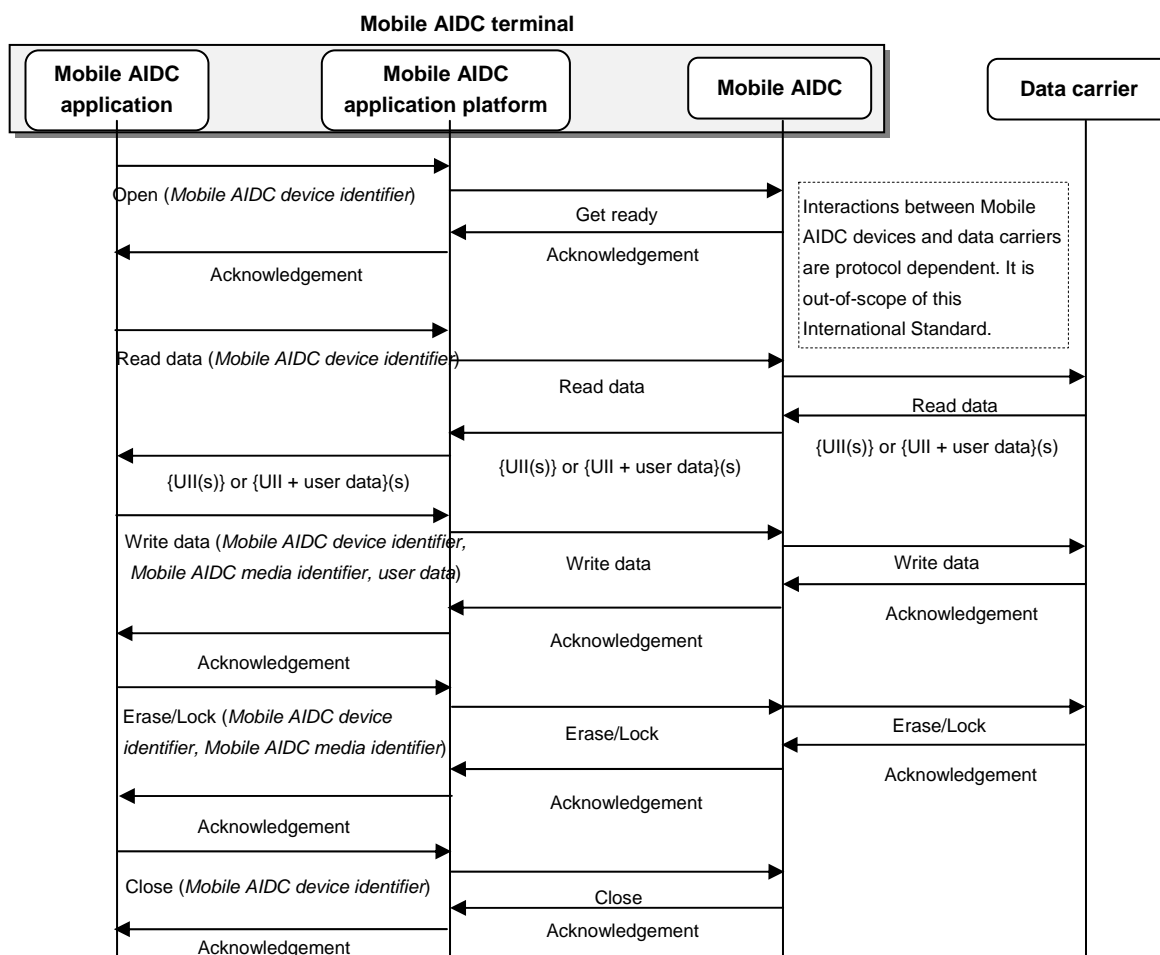 Mobile AIDC terminal
Mobile AIDC
application
Mobile AIDC
application platform
Mobile AIDC
Data carrier
Open (Mobile AIDC device identifier)
Get ready
Acknowledgement
Acknowledgement
Interactions between Mobile
AIDC devices and data carriers
are protocol dependent. It is
out-of-scope of this
International Standard.
Read data (Mobile AIDC device identifier)
Read data
Read data
{UII(s)} or {UII + user data}(s)
{UII(s)} or {UII + user data}(s)
{UII(s)} or {UII + user data}(s)
Write data (Mobile AIDC device identifier,
Mobile AIDC media identifier, user data)
Write data
Write data
Acknowledgement
Acknowledgement
Acknowledgement
Erase/Lock (Mobile AIDC device
identifier, Mobile AIDC media identifier)
Erase/Lock
Erase/Lock
Acknowledgement
Acknowledgement
Acknowledgement
Close (Mobile AIDC device identifier)
Close
Acknowledgement
Acknowledgement